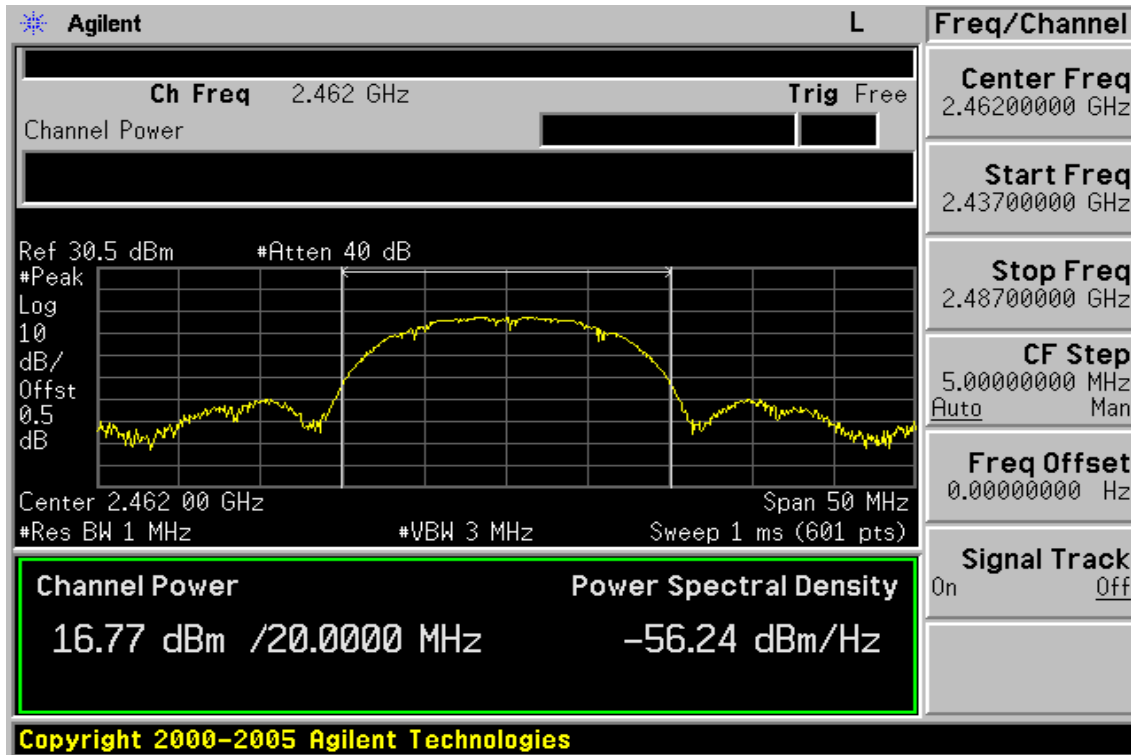 Agilent L Freq/Channel
Ch Freq 2.462 GHz Trig Free
Channel Power
Center Freq
2.46200000 GHz
Start Freq
2.43700000 GHz
Stop Freq
2.48700000 GHz
CF Step
5.00000000 MHz
Auto Man
Freq Offset
0.00000000 Hz
Signal Track
On Off
Ref 30.5 dBm #Atten 40 dB
#Peak
Log
10
dB/
Offst
0.5
dB
Center 2.462 00 GHz Span 50 MHz
#Res BW 1 MHz #VBW 3 MHz Sweep 1 ms (601 pts)
Channel Power Power Spectral Density
16.77 dBm /20.0000 MHz -56.24 dBm/Hz
Copyright 2000-2005 Agilent Technologies